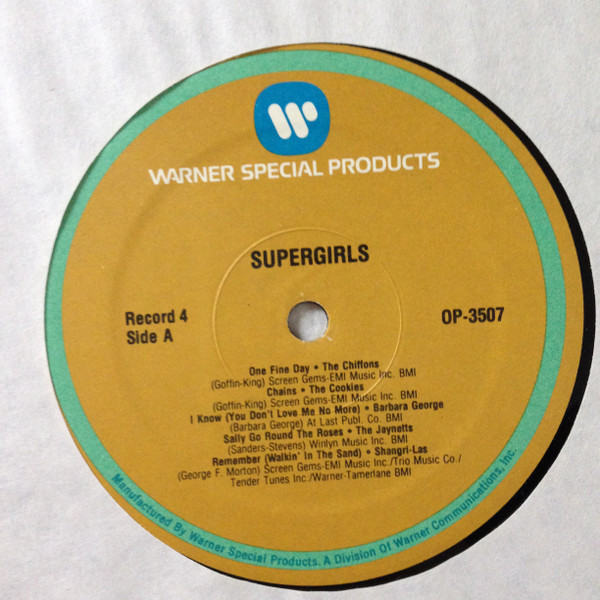 WARNER SPECIAL PRODUCTS
SUPERGIRLS
Record 4
Side A
OP-3507
One Fine Day • The Chiffons
(Goffin-King) Screen Gems-EMI Music Inc. BMI
Chains • The Cookies
(Goffin-King) Screen Gems-EMI Music Inc. BMI
I Know (You Don't Love Me No More) • Barbara George
(Barbara George) At Last Publ. Co. BMI
Sally Go Round The Roses • The Jaynetts
(Sanders-Stevens) Winlyn Music Inc. BMI
Remember (Walkin' In The Sand) • Shangri-Las
(George F. Morton) Screen Gems-EMI Music Inc./Trio Music Co./
Tender Tunes Inc./Warner-Tamerlane BMI
Manufactured By Warner Special Products. A Division Of Warner Communications, Inc.